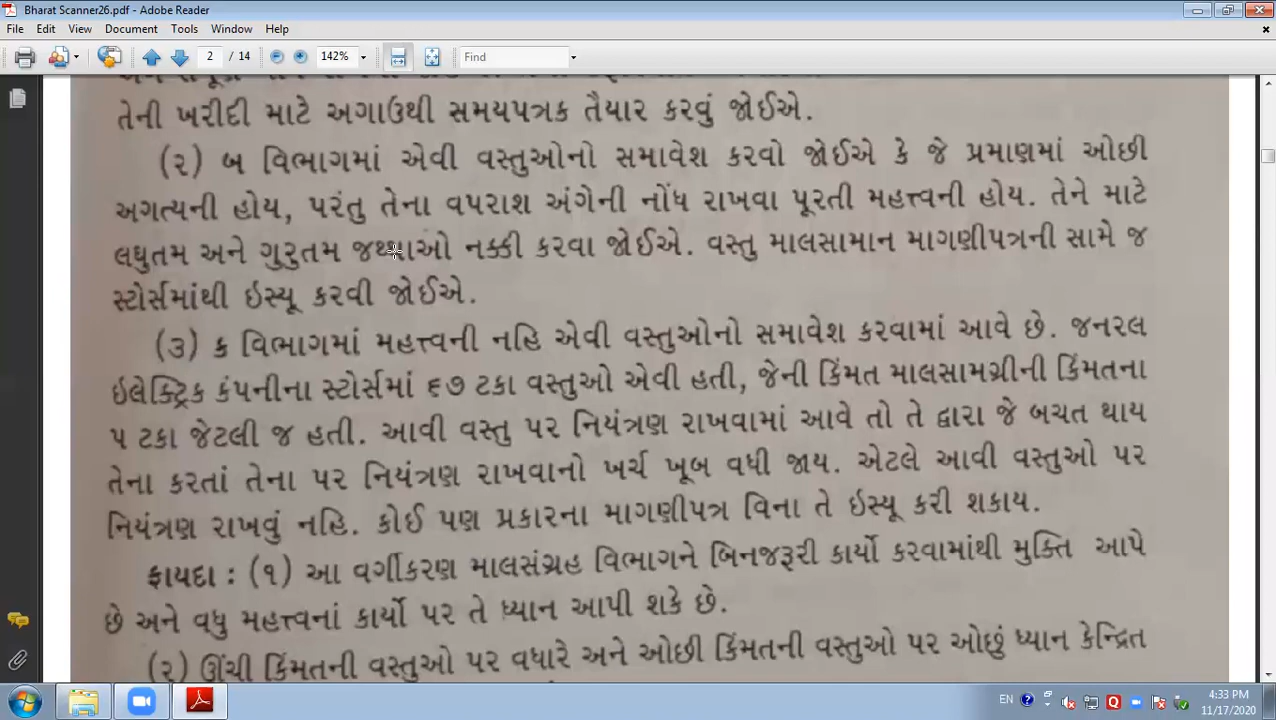 Bharat Scanner26.pdf - Adobe Reader
File Edit View Document Tools Window Help
2 / 14 142% Find
તેની ખરીદી માટે અગાઉથી સમયપત્રક તૈયાર કરવું જોઈએ.
(૨) બ વિભાગમાં એવી વસ્તુઓનો સમાવેશ કરવો જોઈએ કે જે પ્રમાણમાં ઓછી
અગત્યની હોય, પરંતુ તેના વપરાશ અંગેની નોંધ રાખવા પૂરતી મહત્ત્વની હોય. તેને માટે
લઘુતમ અને ગુરુતમ જથ્થાઓ નક્કી કરવા જોઈએ. વસ્તુ માલસામાન માગણીપત્રની સામે જ
સ્ટોર્સમાંથી ઇસ્યૂ કરવી જોઈએ.
(૩) ક વિભાગમાં મહત્ત્વની નહિ એવી વસ્તુઓનો સમાવેશ કરવામાં આવે છે. જનરલ
ઇલેક્ટ્રિક કંપનીના સ્ટોર્સમાં ૬૭ ટકા વસ્તુઓ એવી હતી, જેની કિંમત માલસામગ્રીની કિંમતના
૫ ટકા જેટલી જ હતી. આવી વસ્તુ પર નિયંત્રણ રાખવામાં આવે તો તે દ્વારા જે બચત થાય
તેના કરતાં તેના પર નિયંત્રણ રાખવાનો ખર્ચ ખૂબ વધી જાય. એટલે આવી વસ્તુઓ પર
નિયંત્રણ રાખવું નહિ. કોઈ પણ પ્રકારના માગણીપત્ર વિના તે ઇસ્યૂ કરી શકાય.
ફાયદા : (૧) આ વર્ગીકરણ માલસંગ્રહ વિભાગને બિનજરૂરી કાર્યો કરવામાંથી મુક્તિ આપે
છે અને વધુ મહત્ત્વનાં કાર્યો પર તે ધ્યાન આપી શકે છે.
(૨) ઊંચી કિંમતની વસ્તુઓ પર વધારે અને ઓછી કિંમતની વસ્તુઓ પર ઓછું ધ્યાન કેન્દ્રિત
EN 4:33 PM
11/17/2020